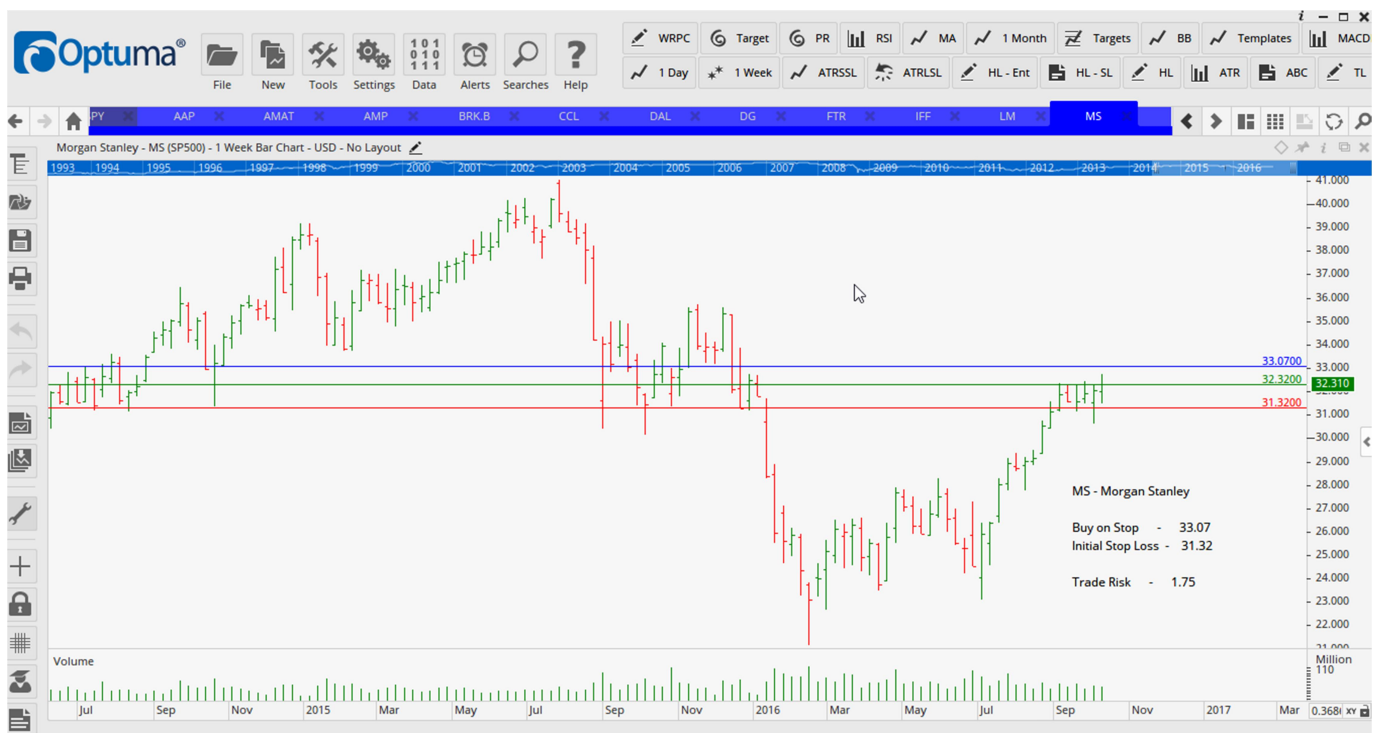 i
Optuma®
File New Tools Settings Data Alerts Searches Help
101
010
111
WRPC Target PR RSI MA 1 Month Targets BB Templates MACD
1 Day 1 Week ATRSSL ATRLSL HL - Ent HL - SL HL ATR ABC TL
PY AAP AMAT AMP BRK.B CCL DAL DG FTR IFF LM MS
Morgan Stanley - MS (SP500) - 1 Week Bar Chart - USD - No Layout
1993 1994 1995 1996 1997 1998 1999 2000 2001 2002 2003 2004 2005 2006 2007 2008 2009 2010 2011 2012 2013 2014 2015 2016
41.000
40.000
39.000
38.000
37.000
36.000
35.000
34.000
33.0700
33.000
32.3200 32.310
31.3200
31.000
30.000
29.000
28.000
MS - Morgan Stanley
27.000
Buy on Stop - 33.07
26.000
Initial Stop Loss - 31.32
25.000
Trade Risk - 1.75
24.000
23.000
22.000
21.000
Volume Million
110
Jul Sep Nov 2015 Mar May Jul Sep Nov 2016 Mar May Jul Sep Nov 2017 Mar XY